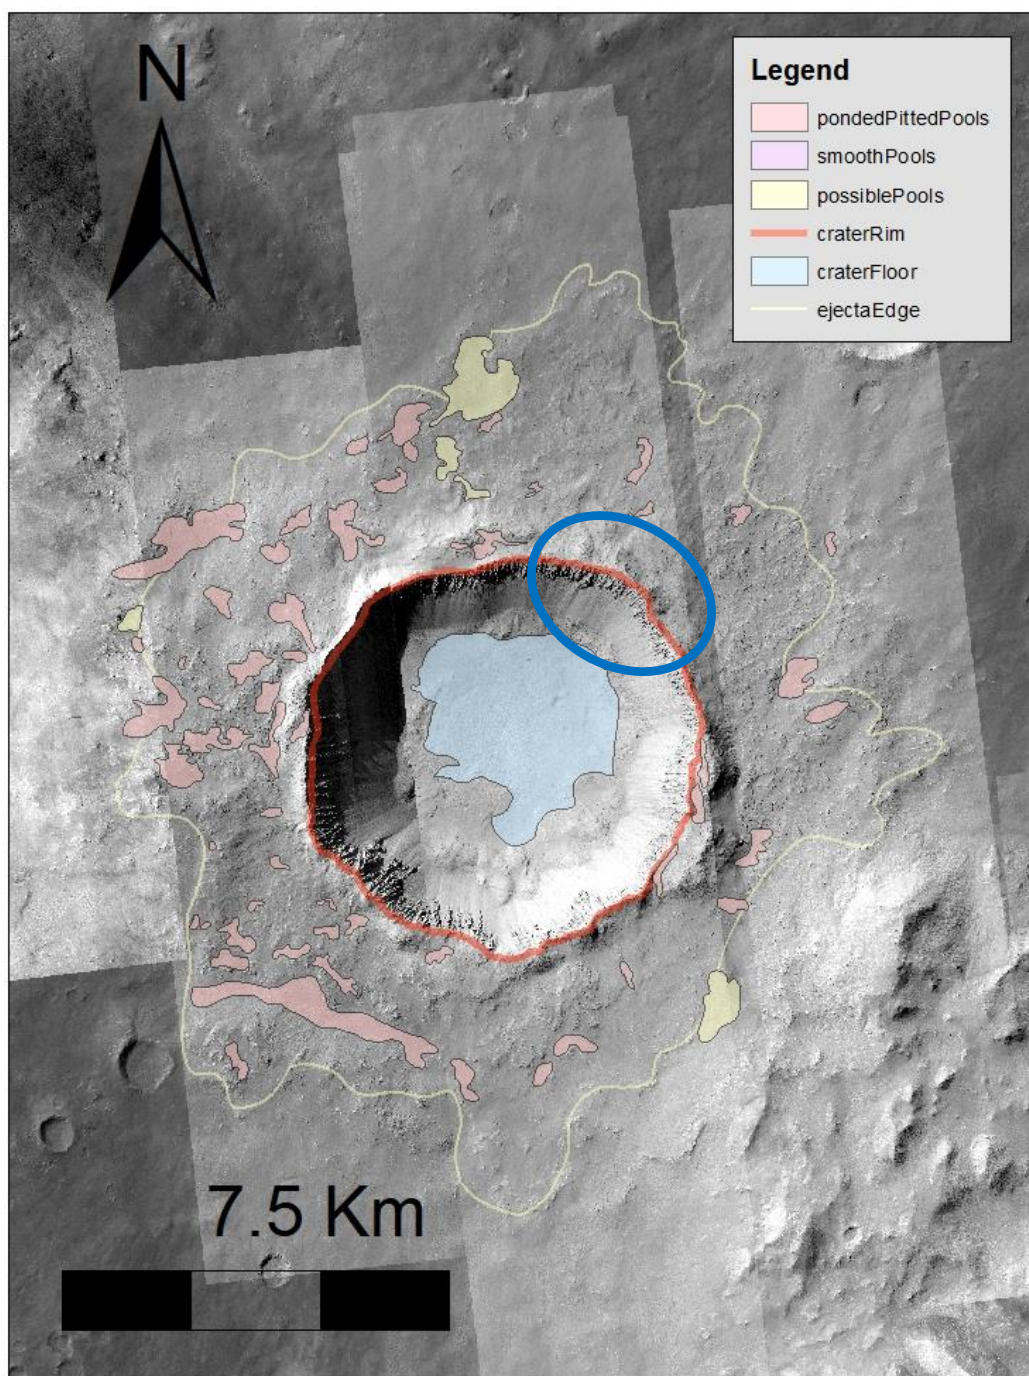 N
Legend
pondedPittedPools
smoothPools
possiblePools
craterRim
craterFloor
ejectaEdge
7.5 Km